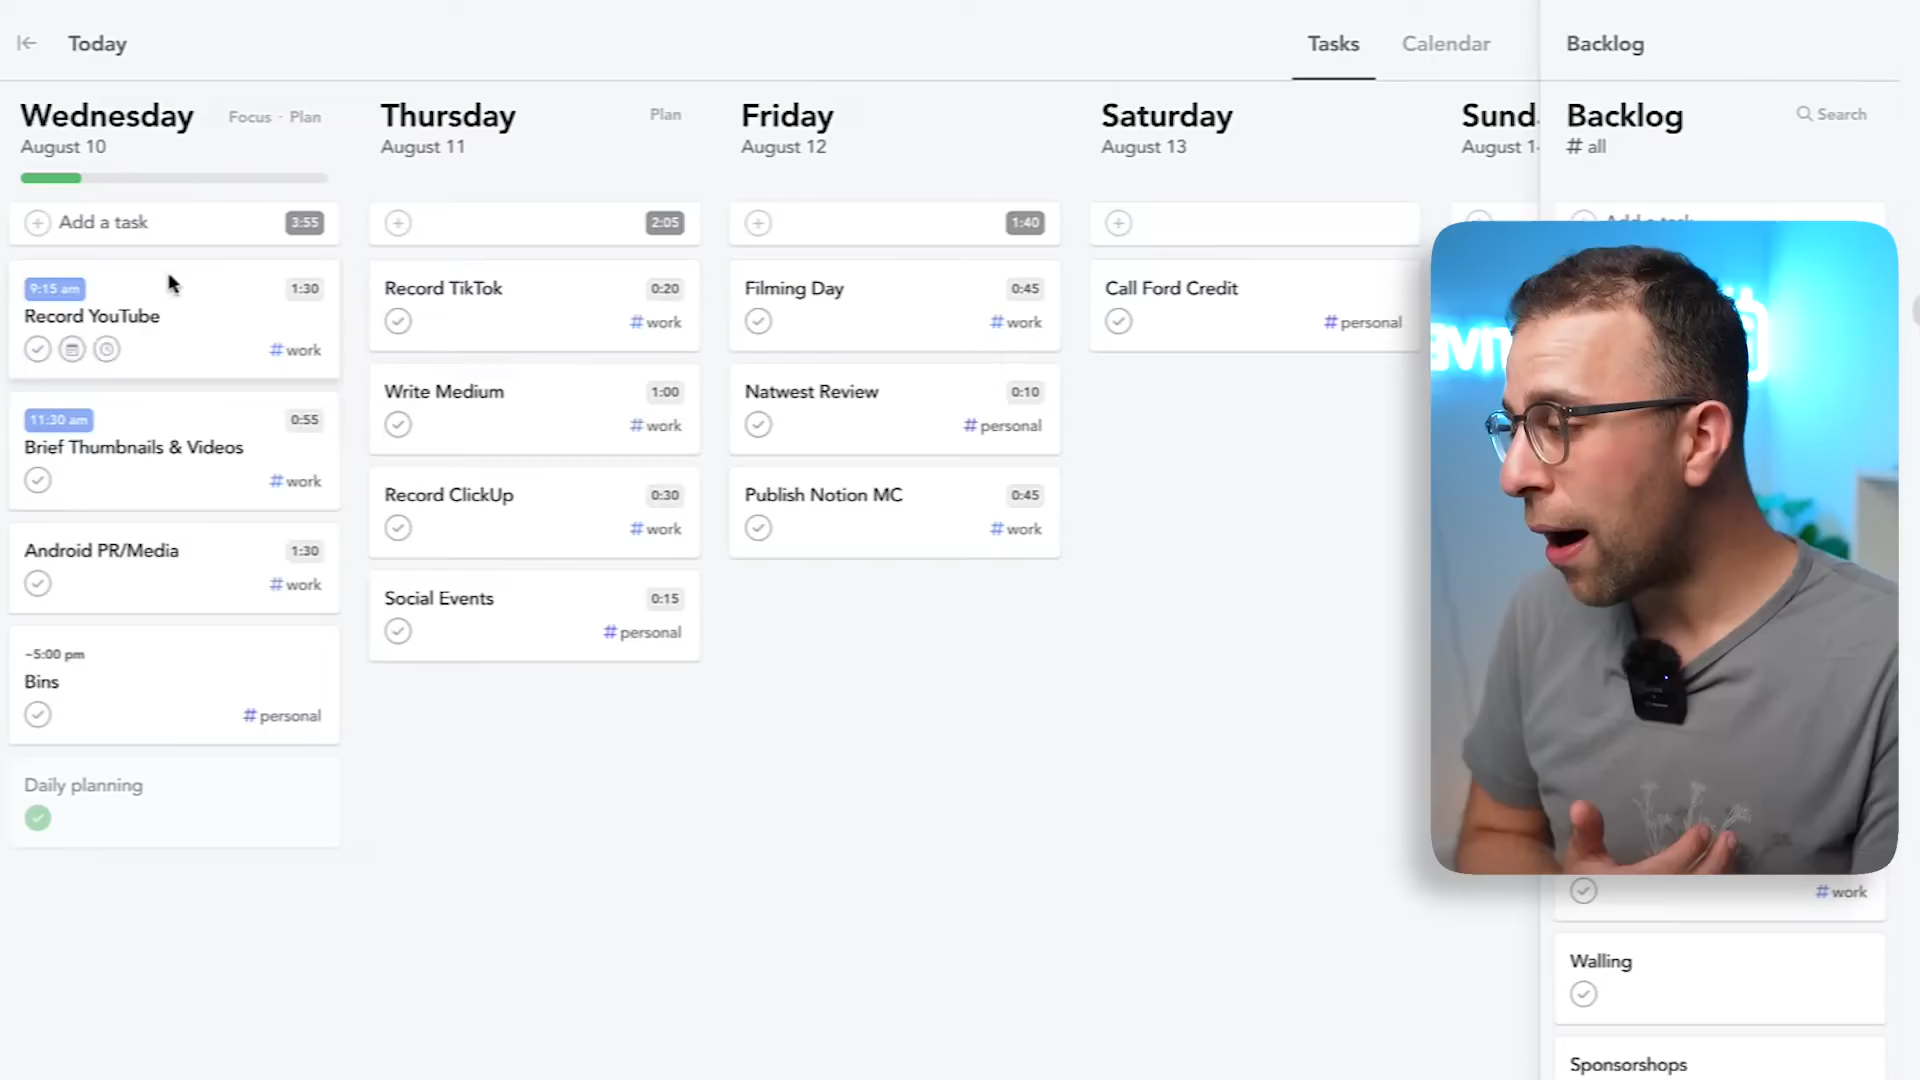 Today
Tasks
Calendar
Backlog
Wednesday
Focus · Plan
August 10
Add a task
3:55
9:15 am
1:30
Record YouTube
#work
11:30 am
0:55
Brief Thumbnails & Videos
#work
Android PR/Media
1:30
#work
~5:00 pm
Bins
#personal
Daily planning
Thursday
Plan
August 11
2:05
Record TikTok
0:20
#work
Write Medium
1:00
#work
Record ClickUp
0:30
#work
Social Events
0:15
#personal
Friday
August 12
1:40
Filming Day
0:45
#work
Natwest Review
0:10
#personal
Publish Notion MC
0:45
#work
Saturday
August 13
Call Ford Credit
#personal
Sund
August 1
Backlog
Search
# all
Add a task
#work
Walling
Sponsorshops